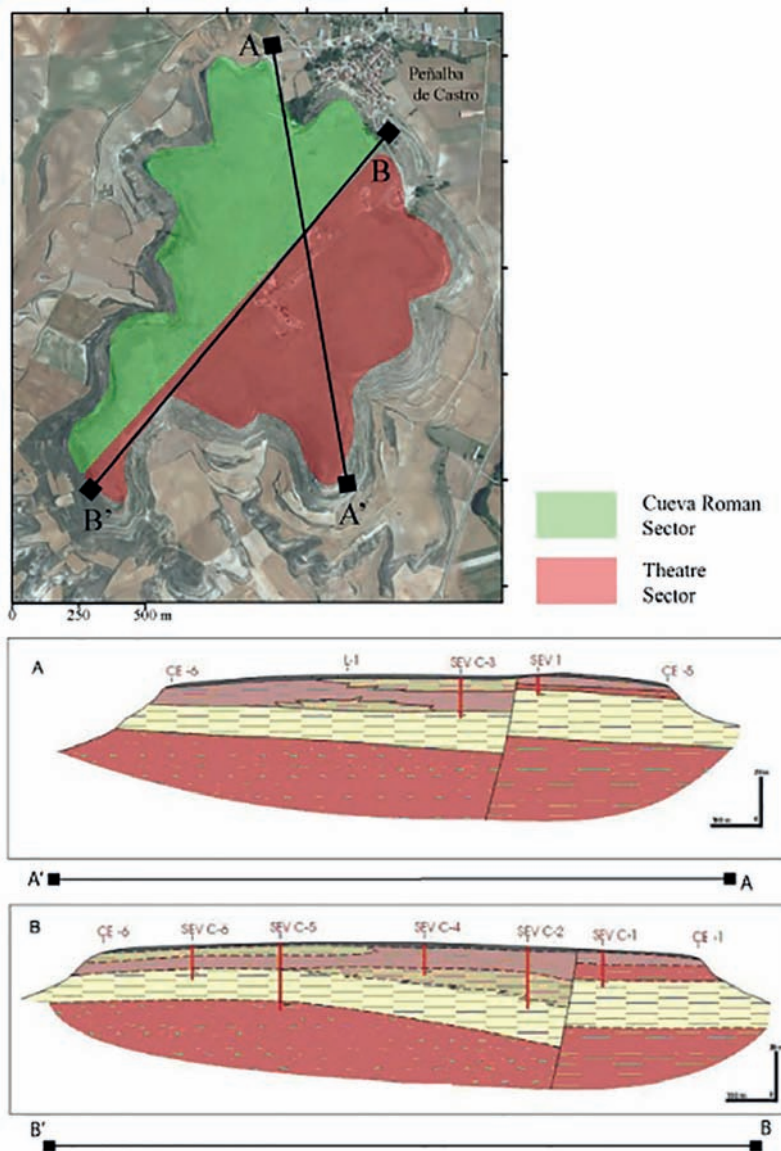 A
Peñalba
de Castro
B
B'
A'
0 250 500 m
Cueva Roman
Sector
Theatre
Sector
A
CE -6 L-1 SEV C-3 SEV 1 CE -5
A' A
B
CE -6 SEV C-6 SEV C-5 SEV C-4 SEV C-2 SEV C-1 CE -1
B' B